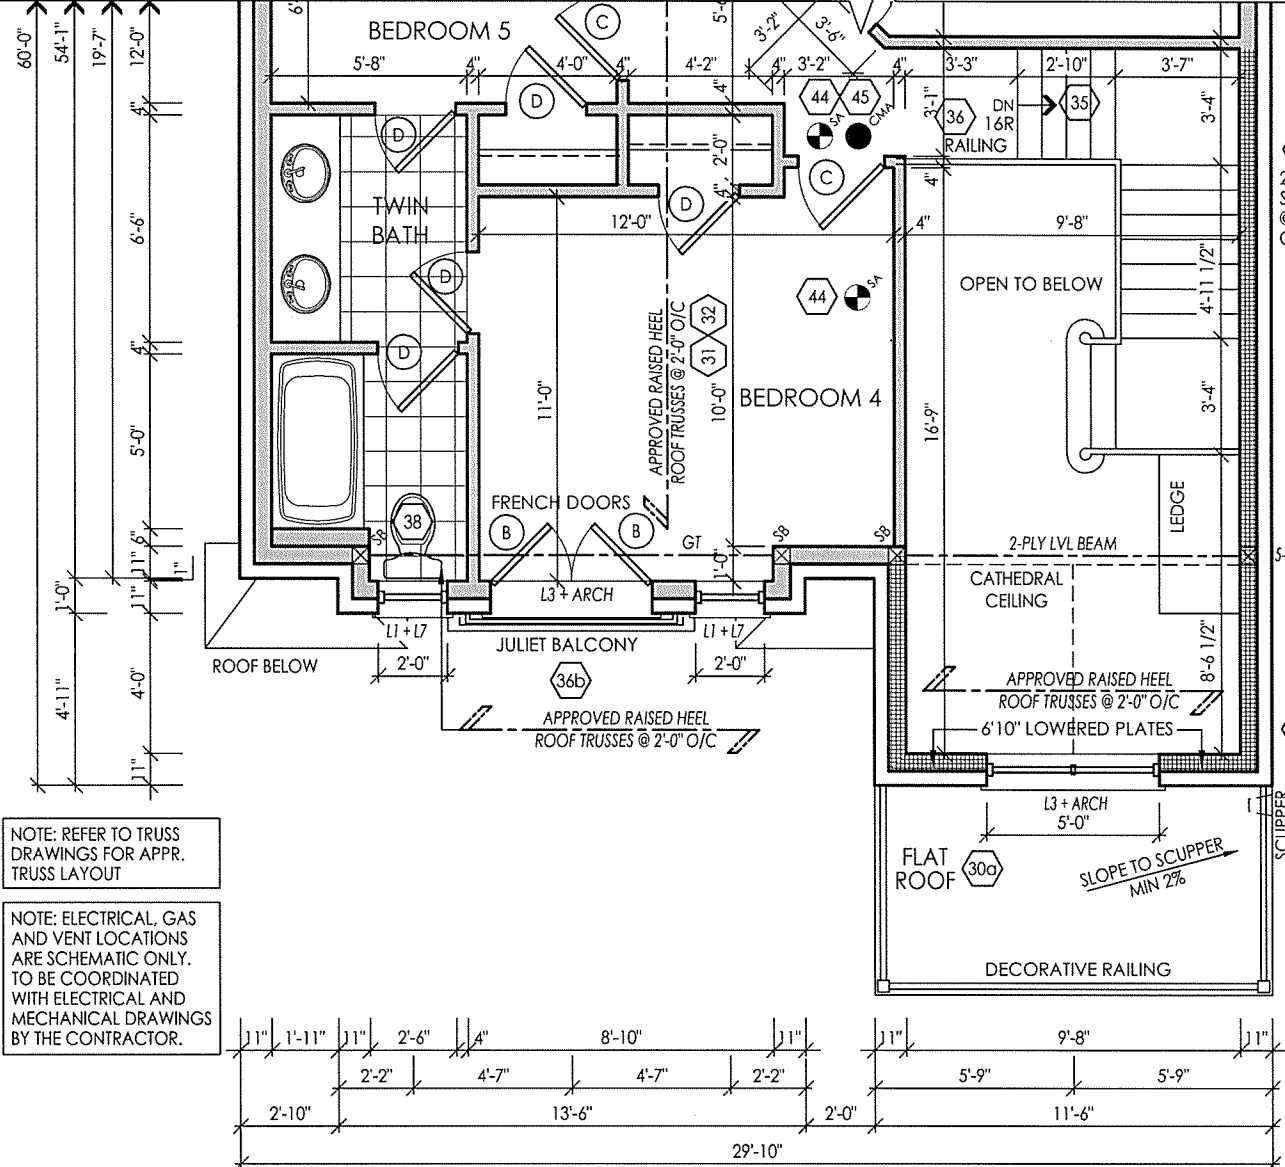 60'-0"
54'-1"
19'-7"
12'-0"
6'
BEDROOM 5
C
3'-2"
3'-6"
5'-8"
4"
4'-0"
4"
4'-2"
4"
3'-2"
4"
3'-3"
2'-10"
3'-7"
4"
D
D
4"
44
45
SA
CMA
3'-1"
36
DN
16R
35
RAILING
3'-4"
2'-0"
4"
C
4"
TWIN
BATH
D
12'-0"
4"
9'-8"
6'-6"
D
4'-11 1/2"
OPEN TO BELOW
44
SA
32
31
APPROVED RAISED HEEL
ROOF TRUSSES @ 2'-0" O/C
4"
D
11'-0"
10'-0"
BEDROOM 4
16'-9"
3'-4"
5'-0"
38
FRENCH DOORS
B
B
LEDGE
SB
SB
SB
GT
2-PLY LVL BEAM
6"
11"
1"
1'-0"
CATHEDRAL
CEILING
L3 + ARCH
1'-0"
11"
L1 + L7
L1 + L7
JULIET BALCONY
ROOF BELOW
2'-0"
2'-0"
36b
8'-6 1/2"
4'-11"
4'-0"
APPROVED RAISED HEEL
ROOF TRUSSES @ 2'-0" O/C
APPROVED RAISED HEEL
ROOF TRUSSES @ 2'-0" O/C
6'10" LOWERED PLATES
11"
L3 + ARCH
5'-0"
SCUPPER
NOTE: REFER TO TRUSS
DRAWINGS FOR APPR.
TRUSS LAYOUT
FLAT
ROOF
30a
SLOPE TO SCUPPER
MIN 2%
NOTE: ELECTRICAL, GAS
AND VENT LOCATIONS
ARE SCHEMATIC ONLY.
TO BE COORDINATED
WITH ELECTRICAL AND
MECHANICAL DRAWINGS
BY THE CONTRACTOR.
DECORATIVE RAILING
11"
1'-11"
11"
2'-6"
4"
8'-10"
11"
11"
9'-8"
11"
2'-2"
4'-7"
4'-7"
2'-2"
5'-9"
5'-9"
2'-10"
13'-6"
2'-0"
11'-6"
29'-10"